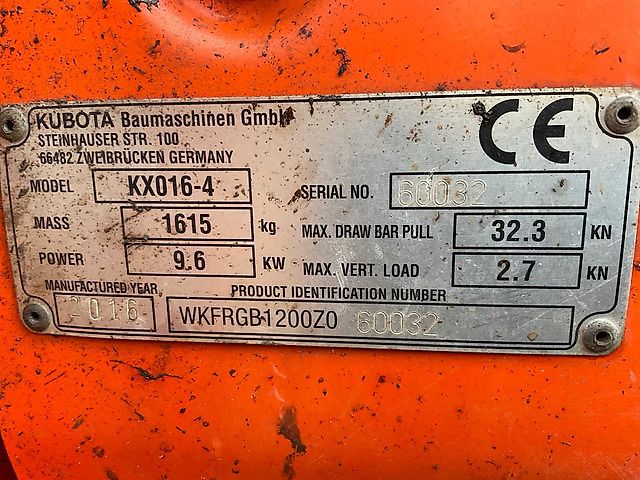 KUBOTA Baumaschinen GmbH
STEINHAUSER STR. 100
66482 ZWEIBRÜCKEN GERMANY
CE
MODEL KX016-4 SERIAL NO. 60032
MASS 1615 kg MAX. DRAW BAR PULL 32.3 KN
POWER 9.6 KW MAX. VERT. LOAD 2.7 KN
MANUFACTURED YEAR PRODUCT IDENTIFICATION NUMBER
2016 WKFRGB1200Z0 60032